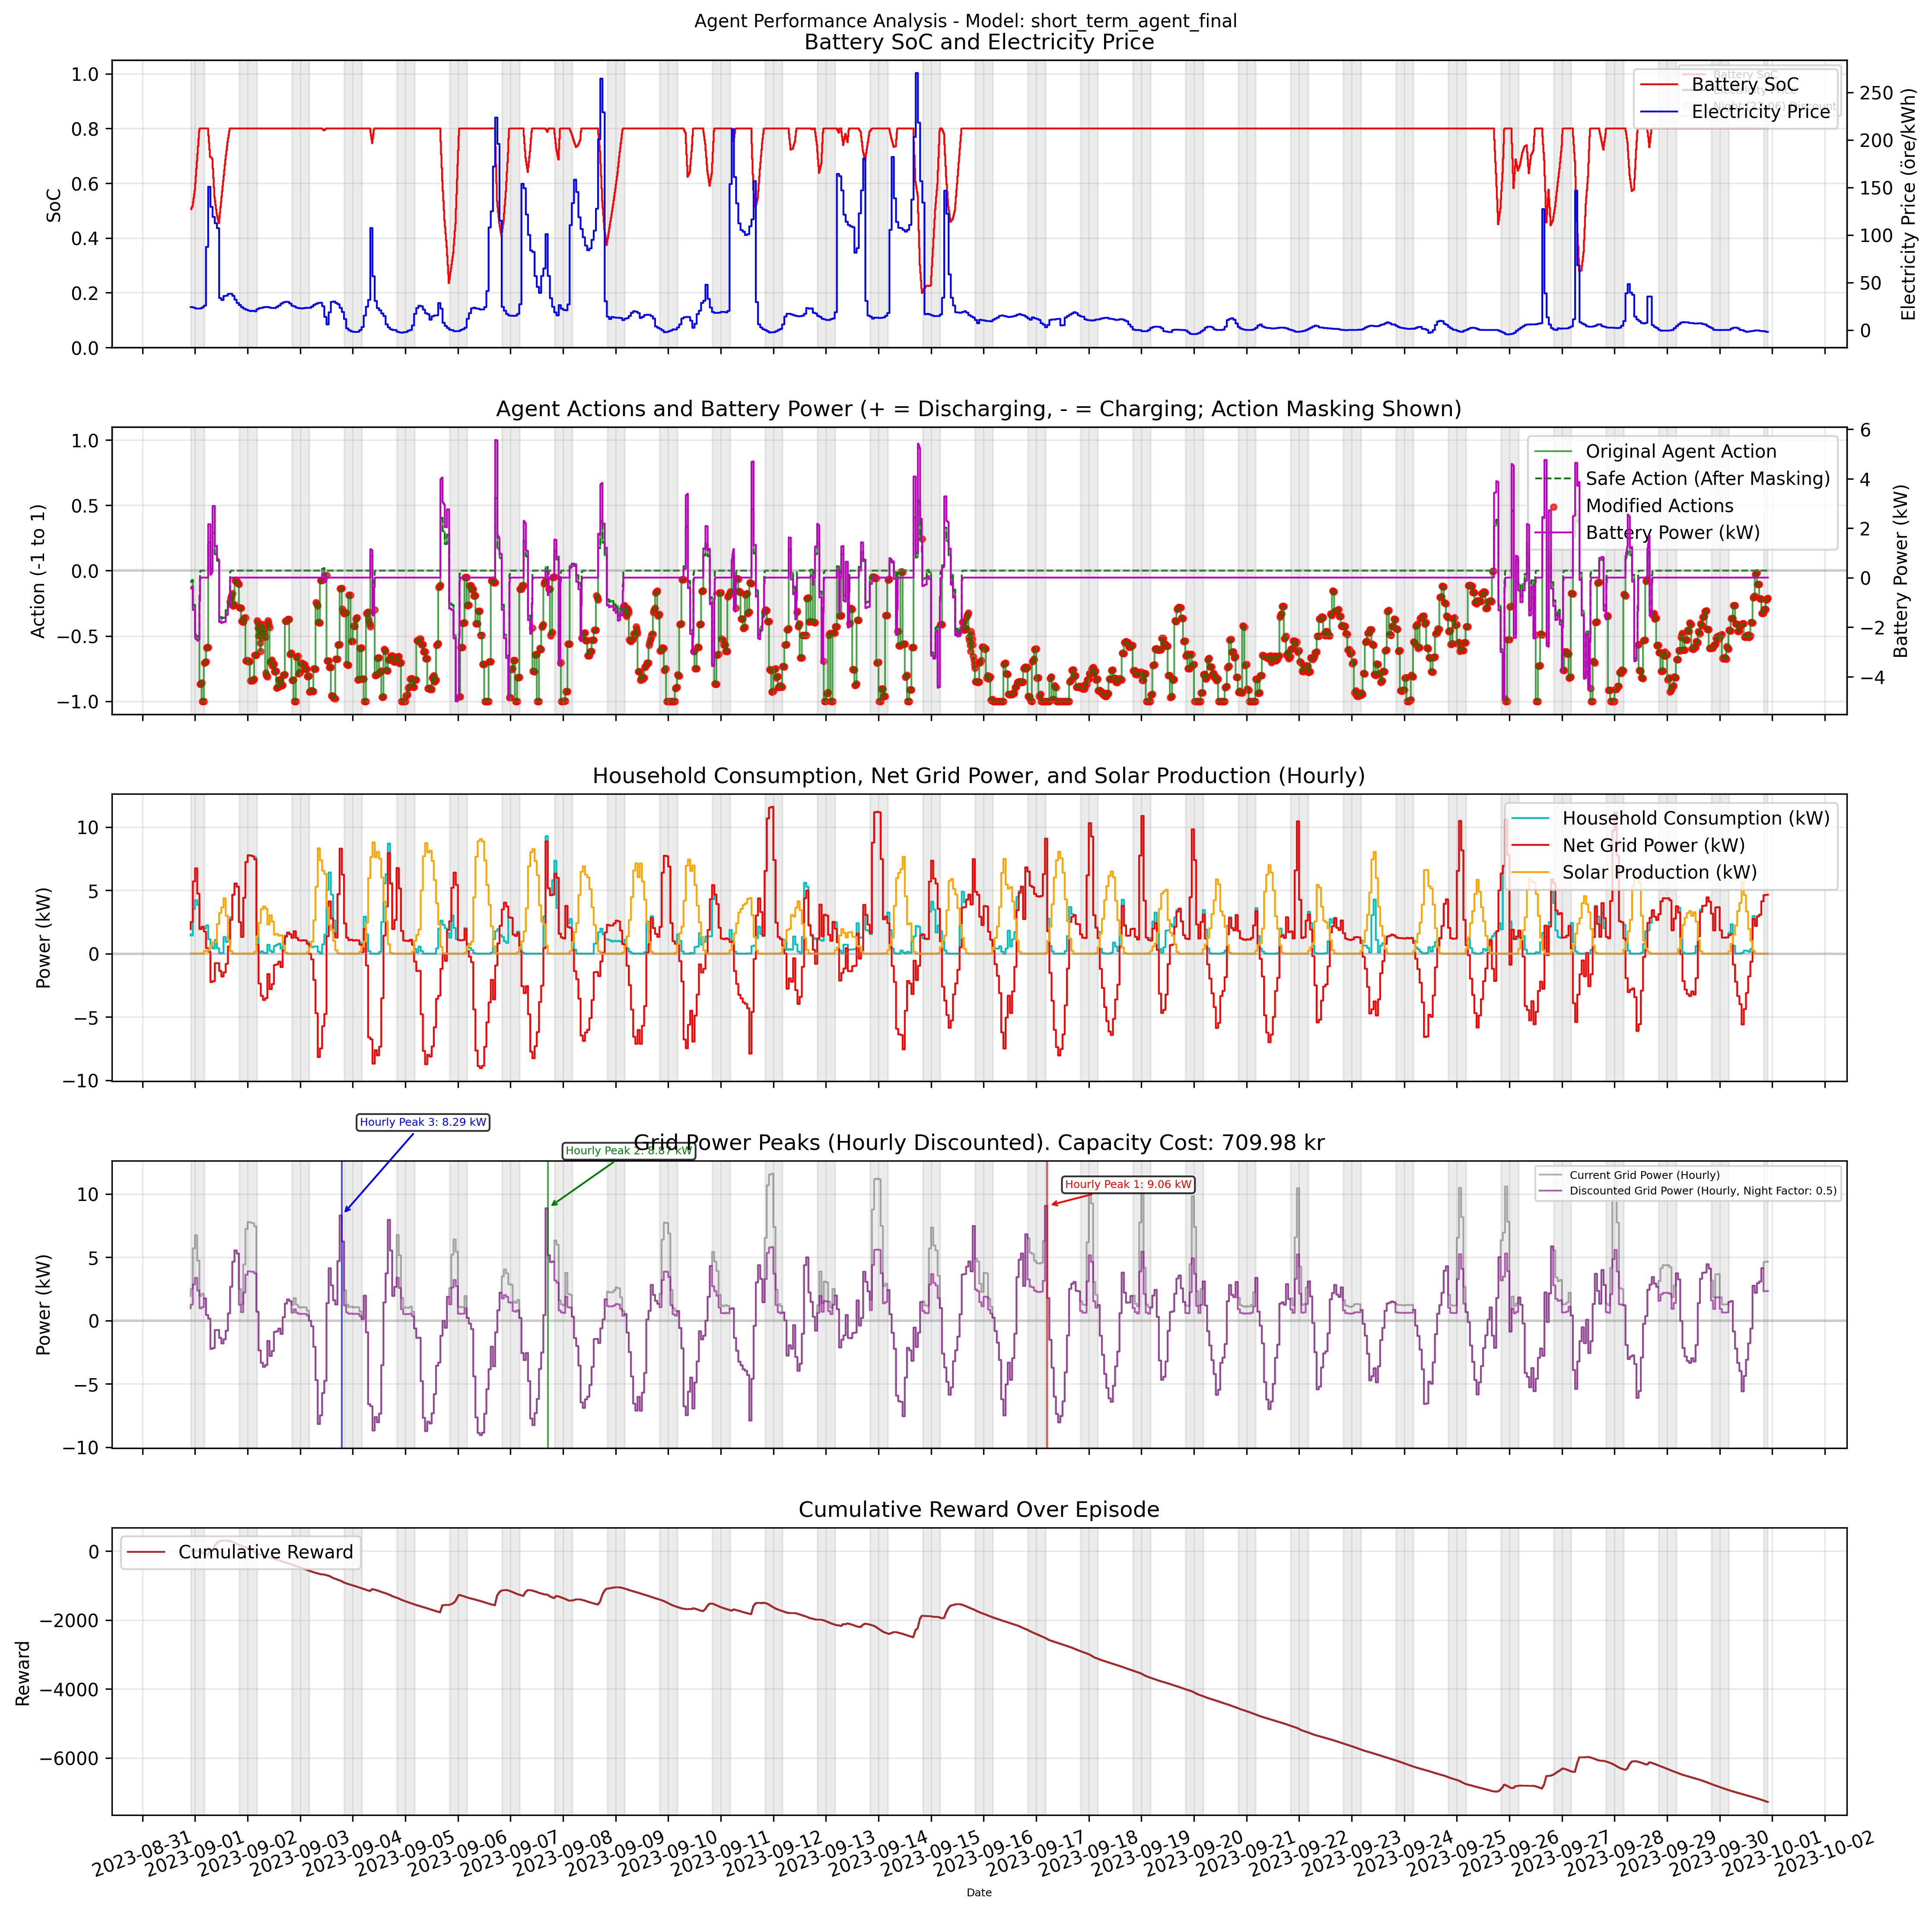 Agent Performance Analysis - Model: short_term_agent_final
Battery SoC and Electricity Price
1.0
0.8
0.6
0.4
0.2
0.0
SoC
250
200
150
100
50
0
Electricity Price (öre/kWh)
Battery SoC
Electricity Price
Agent Actions and Battery Power (+ = Discharging, - = Charging; Action Masking Shown)
1.0
0.5
0.0
−0.5
−1.0
Action (-1 to 1)
6
4
2
0
−2
−4
Battery Power (kW)
Original Agent Action
Safe Action (After Masking)
Modified Actions
Battery Power (kW)
Household Consumption, Net Grid Power, and Solar Production (Hourly)
10
5
0
−5
−10
Power (kW)
Household Consumption (kW)
Net Grid Power (kW)
Solar Production (kW)
Hourly Peak 3: 8.29 kW
Grid Power Peaks (Hourly Discounted). Capacity Cost: 709.98 kr
Hourly Peak 2: 8.87 kW
Hourly Peak 1: 9.06 kW
10
5
0
−5
−10
Power (kW)
Current Grid Power (Hourly)
Discounted Grid Power (Hourly, Night Factor: 0.5)
Cumulative Reward Over Episode
Cumulative Reward
0
−2000
−4000
−6000
Reward
2023-08-31
2023-09-01
2023-09-02
2023-09-03
2023-09-04
2023-09-05
2023-09-06
2023-09-07
2023-09-08
2023-09-09
2023-09-10
2023-09-11
2023-09-12
2023-09-13
2023-09-14
2023-09-15
2023-09-16
2023-09-17
2023-09-18
2023-09-19
2023-09-20
2023-09-21
2023-09-22
2023-09-23
2023-09-24
2023-09-25
2023-09-26
2023-09-27
2023-09-28
2023-09-29
2023-09-30
2023-10-01
2023-10-02
Date